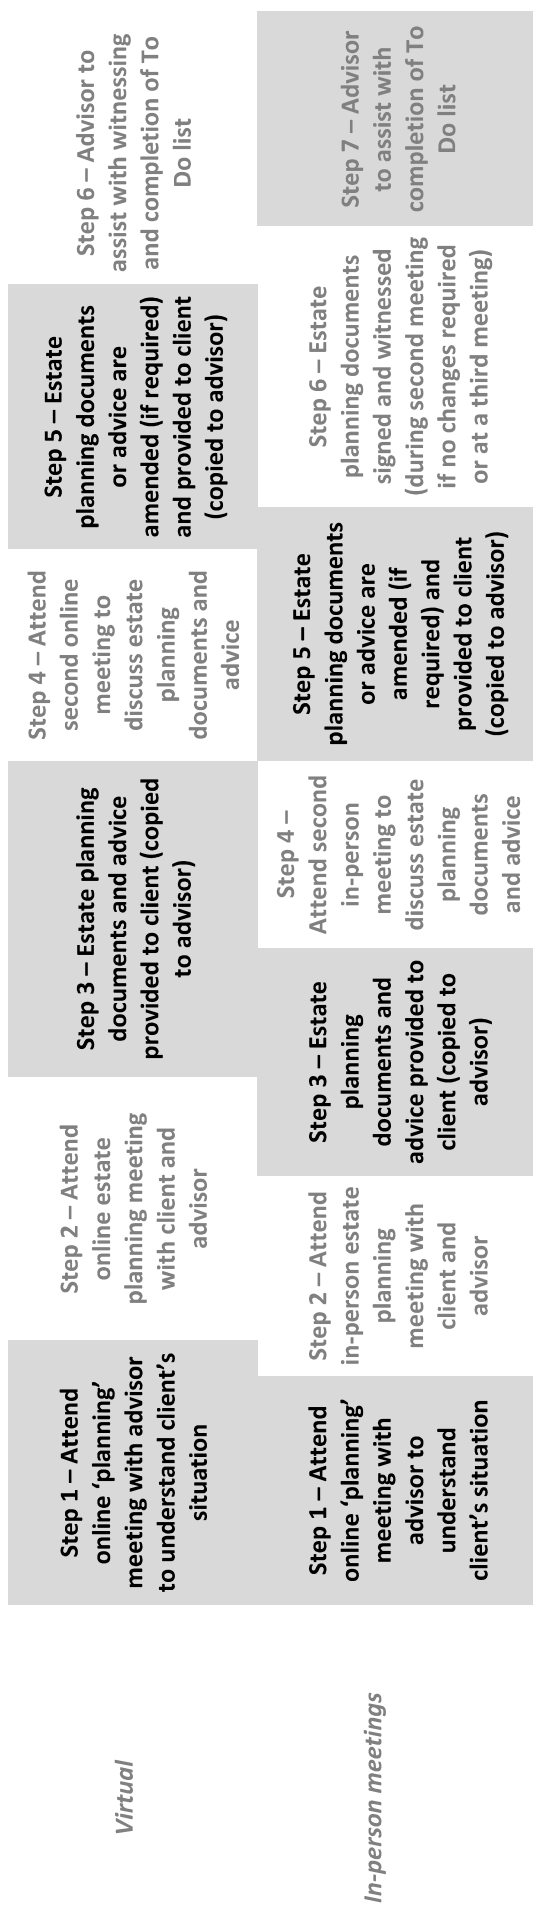 Virtual
Step 1 – Attend
online ‘planning’
meeting with advisor
to understand client’s
situation
Step 2 – Attend
online estate
planning meeting
with client and
advisor
Step 3 – Estate planning
documents and advice
provided to client (copied
to advisor)
Step 4 – Attend
second online
meeting to
discuss estate
planning
documents and
advice
Step 5 – Estate
planning documents
or advice are
amended (if required)
and provided to client
(copied to advisor)
Step 6 – Advisor to
assist with witnessing
and completion of To
Do list
In-person meetings
Step 1 – Attend
online ‘planning’
meeting with
advisor to
understand
client’s situation
Step 2 – Attend
in-person estate
planning
meeting with
client and
advisor
Step 3 – Estate
planning
documents and
advice provided to
client (copied to
advisor)
Step 4 –
Attend second
in-person
meeting to
discuss estate
planning
documents
and advice
Step 5 – Estate
planning documents
or advice are
amended (if
required) and
provided to client
(copied to advisor)
Step 6 – Estate
planning documents
signed and witnessed
(during second meeting
if no changes required
or at a third meeting)
Step 7 – Advisor
to assist with
completion of To
Do list